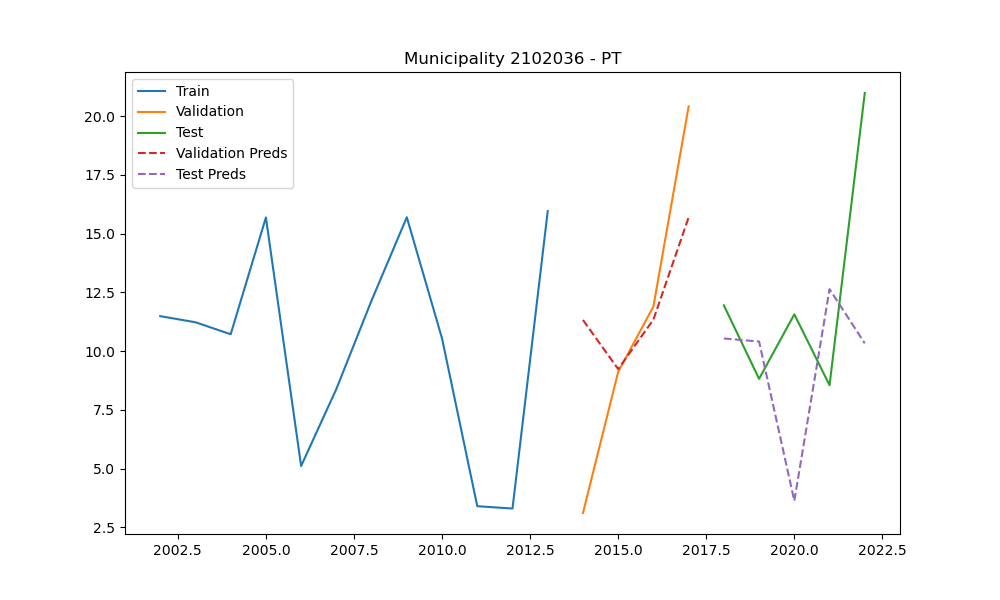 Municipality 2102036 - PT
Train
Validation
Test
Validation Preds
Test Preds
20.0
17.5
15.0
12.5
10.0
7.5
5.0
2.5
2002.5 2005.0 2007.5 2010.0 2012.5 2015.0 2017.5 2020.0 2022.5